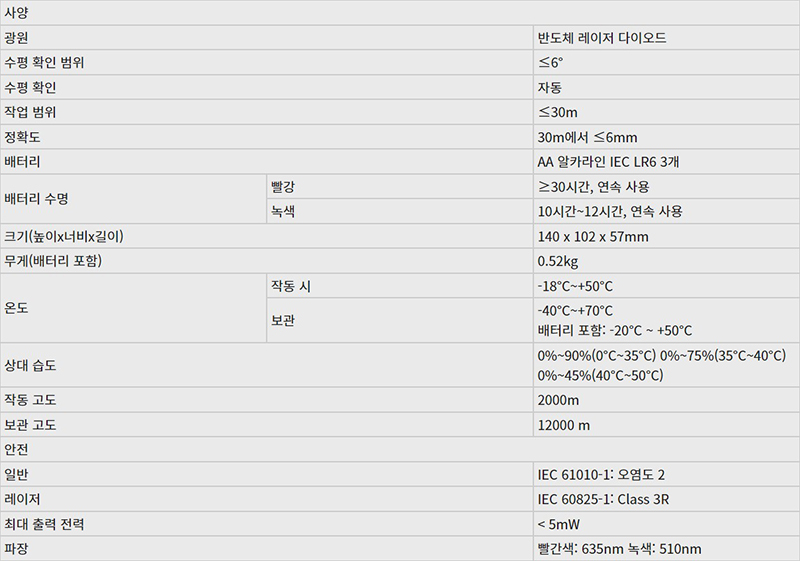 사양
광원 반도체 레이저 다이오드
수평 확인 범위 ≤6°
수평 확인 자동
작업 범위 ≤30m
정확도 30m에서 ≤6mm
배터리 AA 알카라인 IEC LR6 3개
배터리 수명 빨강 ≥30시간, 연속 사용
녹색 10시간~12시간, 연속 사용
크기(높이x너비x길이) 140 x 102 x 57mm
무게(배터리 포함) 0.52kg
온도 작동 시 -18°C~+50°C
보관 -40°C~+70°C
배터리 포함: -20°C ~ +50°C
상대 습도 0%~90%(0°C~35°C) 0%~75%(35°C~40°C)
0%~45%(40°C~50°C)
작동 고도 2000m
보관 고도 12000 m
안전
일반 IEC 61010-1: 오염도 2
레이저 IEC 60825-1: Class 3R
최대 출력 전력 < 5mW
파장 빨간색: 635nm 녹색: 510nm